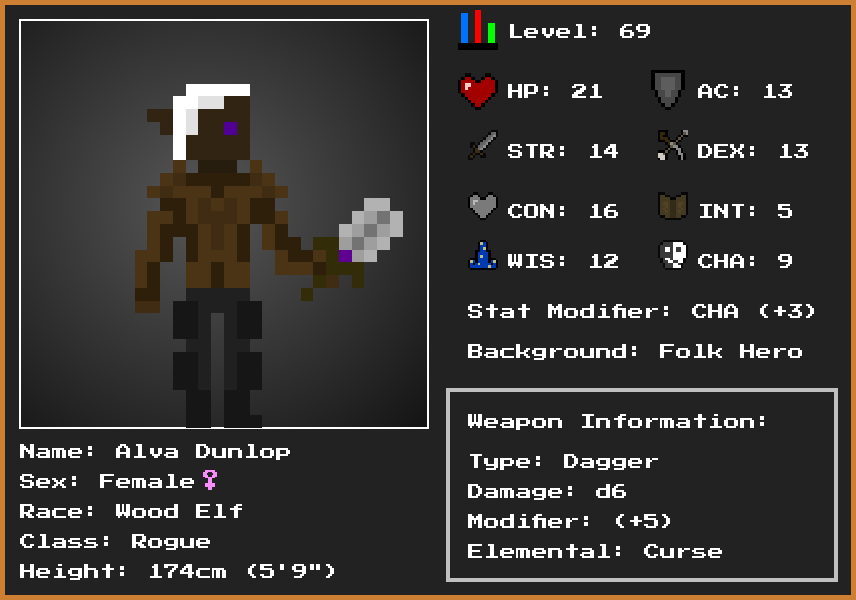 Level: 69
HP: 21
AC: 13
STR: 14
DEX: 13
CON: 16
INT: 5
WIS: 12
CHA: 9
Stat Modifier: CHA (+3)
Background: Folk Hero
Weapon Information:
Type: Dagger
Damage: d6
Modifier: (+5)
Elemental: Curse
Name: Alva Dunlop
Sex: Female♀
Race: Wood Elf
Class: Rogue
Height: 174cm (5'9")